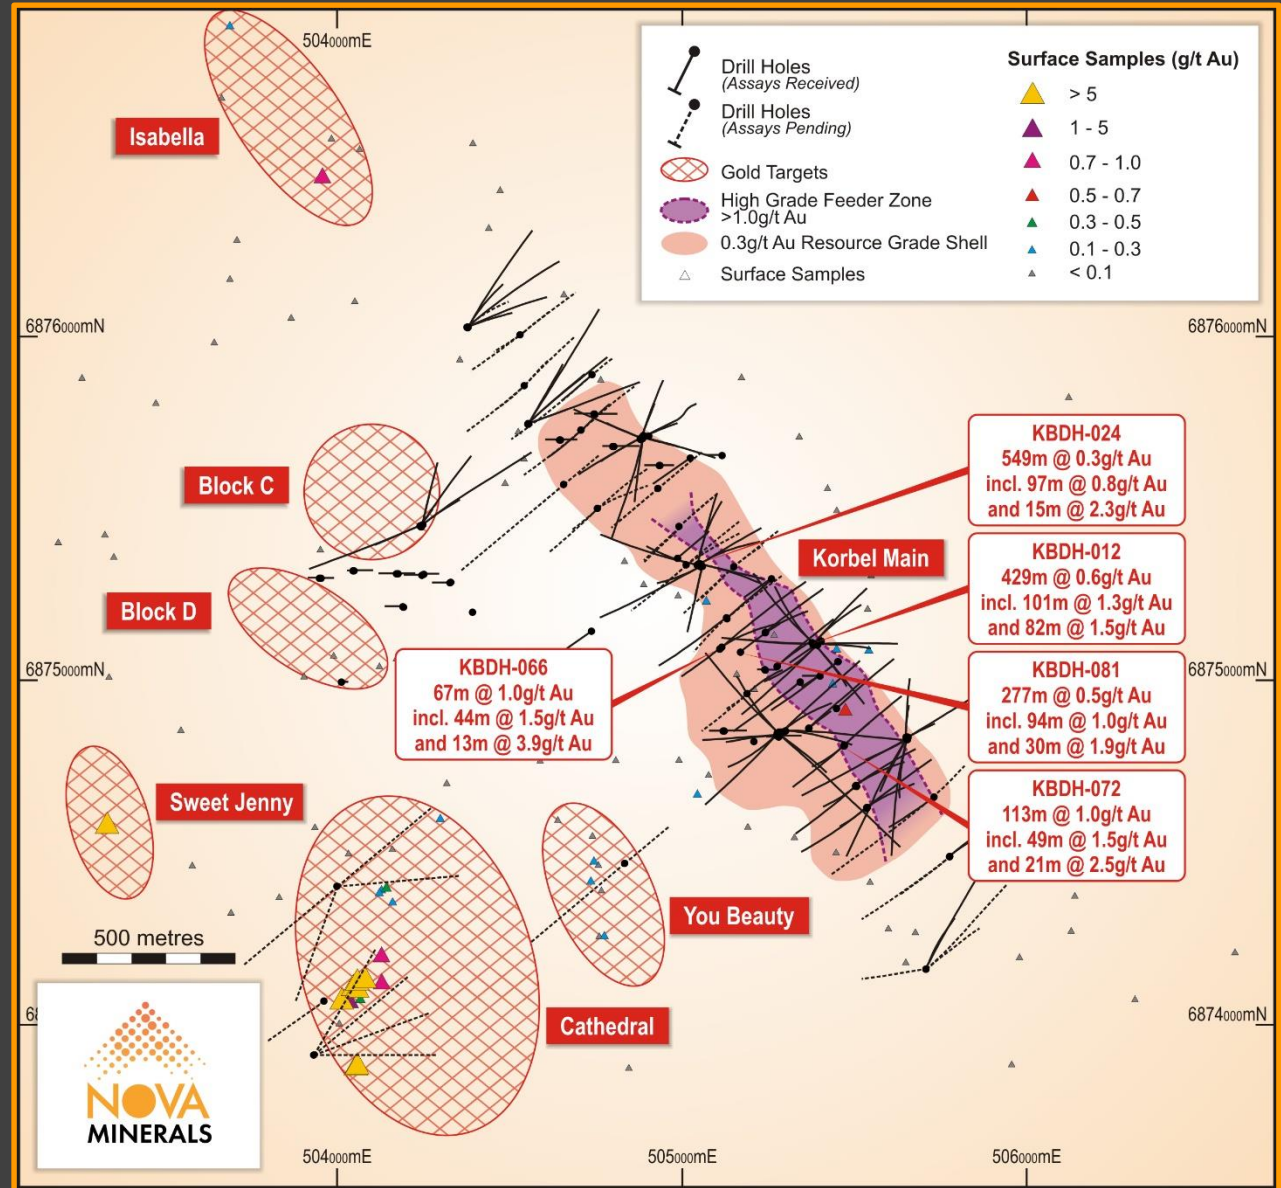 504000mE
Drill Holes
(Assays Received)
Drill Holes
(Assays Pending)
Gold Targets
High Grade Feeder Zone
>1.0g/t Au
0.3g/t Au Resource Grade Shell
Surface Samples
Surface Samples (g/t Au)
> 5
1 - 5
0.7 - 1.0
0.5 - 0.7
0.3 - 0.5
0.1 - 0.3
< 0.1
Isabella
6876000mN
6876000mN
Block C
KBDH-024
549m @ 0.3g/t Au
incl. 97m @ 0.8g/t Au
and 15m @ 2.3g/t Au
Korbel Main
KBDH-012
429m @ 0.6g/t Au
incl. 101m @ 1.3g/t Au
and 82m @ 1.5g/t Au
Block D
6875000mN
6875000mN
KBDH-066
67m @ 1.0g/t Au
incl. 44m @ 1.5g/t Au
and 13m @ 3.9g/t Au
KBDH-081
277m @ 0.5g/t Au
incl. 94m @ 1.0g/t Au
and 30m @ 1.9g/t Au
Sweet Jenny
KBDH-072
113m @ 1.0g/t Au
incl. 49m @ 1.5g/t Au
and 21m @ 2.5g/t Au
You Beauty
500 metres
Cathedral
68
6874000mN
NOVA
MINERALS
504000mE
505000mE
506000mE